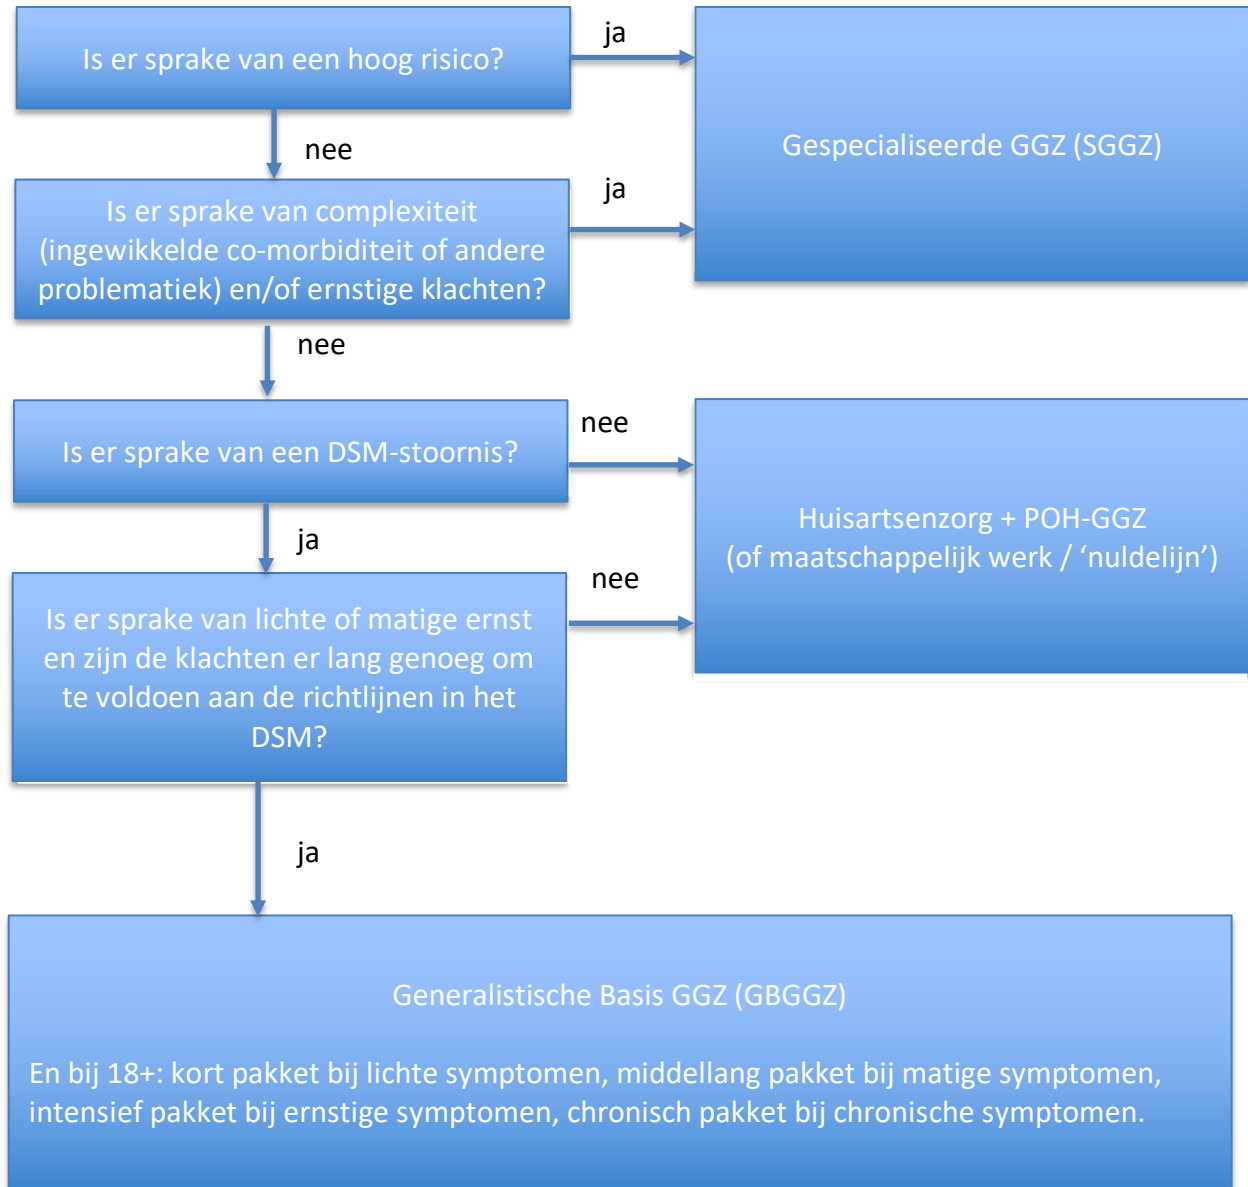 Is er sprake van een hoog risico?
ja
Gespecialiseerde GGZ (SGGZ)
nee
Is er sprake van complexiteit
(ingewikkelde co-morbiditeit of andere
problematiek) en/of ernstige klachten?
ja
nee
Is er sprake van een DSM-stoornis?
nee
Huisartsenzorg + POH-GGZ
(of maatschappelijk werk / ‘nuldelijn’)
ja
Is er sprake van lichte of matige ernst
en zijn de klachten er lang genoeg om
te voldoen aan de richtlijnen in het
DSM?
nee
ja
Generalistische Basis GGZ (GBGGZ)
En bij 18+: kort pakket bij lichte symptomen, middellang pakket bij matige symptomen,
intensief pakket bij ernstige symptomen, chronisch pakket bij chronische symptomen.